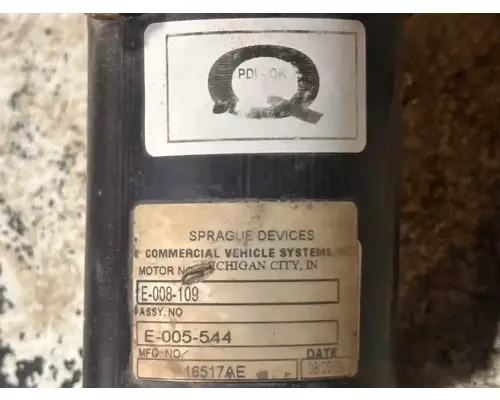 PDI - OK
SPRAGUE DEVICES
COMMERCIAL VEHICLE SYSTEMS
MICHIGAN CITY, IN
MOTOR NO
E-008-109
ASSY. NO
E-005-544
MFG NO. DATE
16517AE